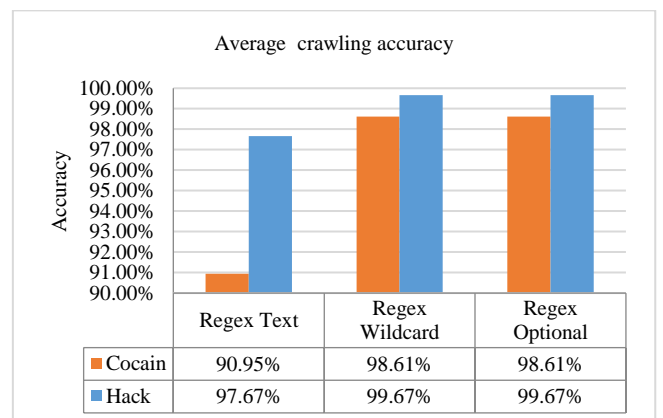 Average crawling accuracy
100.00%
99.00%
98.00%
97.00%
96.00%
95.00%
94.00%
93.00%
92.00%
91.00%
90.00%
Accuracy
Regex Text Regex Wildcard Regex Optional
Cocain 90.95% 98.61% 98.61%
Hack 97.67% 99.67% 99.67%